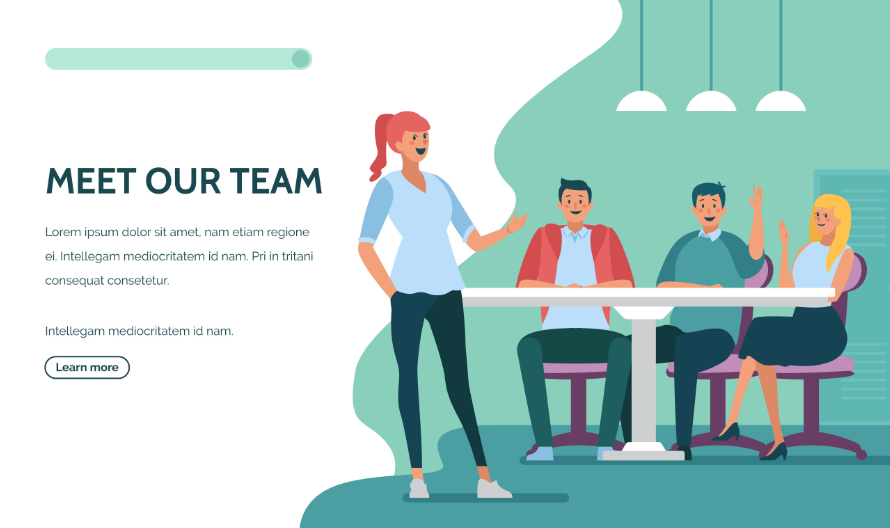 MEET OUR TEAM
Lorem ipsum dolor sit amet, nam etiam regione
ei. Intellegam mediocritatem id nam. Pri in tritani
consequat consetetur.
Intellegam mediocritatem id nam.
Learn more